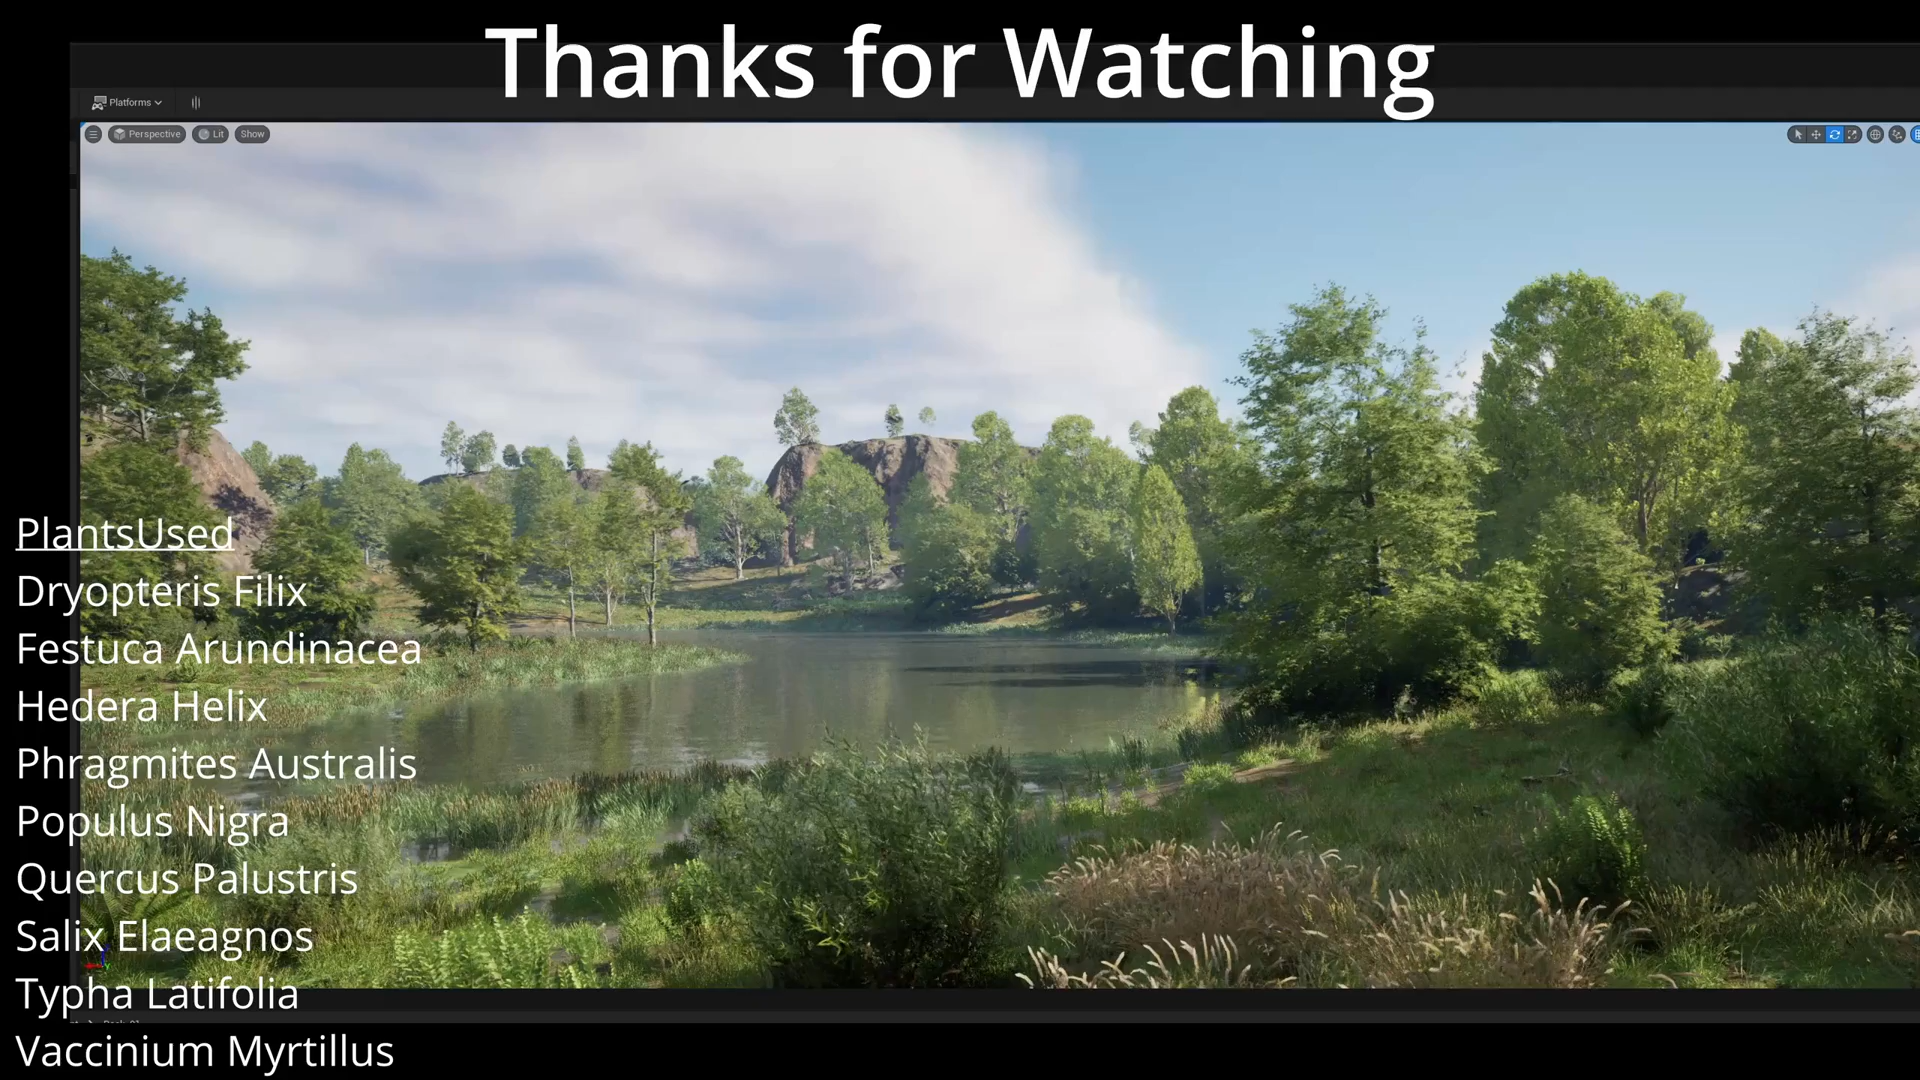 Thanks for Watching
Platforms
Perspective
Lit
Show
PlantsUsed
Dryopteris Filix
Festuca Arundinacea
Hedera Helix
Phragmites Australis
Populus Nigra
Quercus Palustris
Salix Elaeagnos
Typha Latifolia
Vaccinium Myrtillus